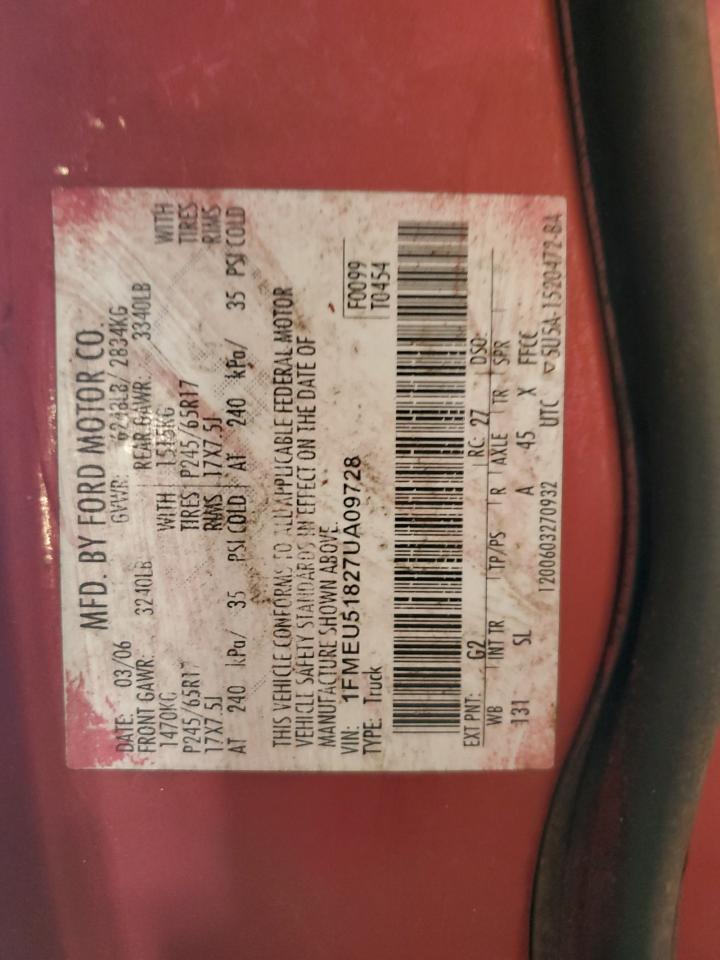 MFD. BY FORD MOTOR CO.
DATE: 03/06 GVWR: 6248LB/ 2834KG
FRONT GAWR: 3240LB REAR GAWR: 3340LB
1470KG WITH 1515KG WITH
P245/65R17 TIRES P245/65R17 TIRES
17X7.5J RIMS 17X7.5J RIMS
AT 240 kPa/ 35 PSI COLD AT 240 kPa/ 35 PSI COLD
THIS VEHICLE CONFORMS TO ALL APPLICABLE FEDERAL MOTOR
VEHICLE SAFETY STANDARDS IN EFFECT ON THE DATE OF
MANUFACTURE SHOWN ABOVE.
VIN: 1FMEU51827UA09728 F0099
TYPE: Truck T0454
EXT PNT: G2 RC: 27 DSO:
WB INT TR TP/PS R AXLE TR SPR
131 SL A 45 X FFCC
1200603270932 UTC ▽5U5A-1520472-BA